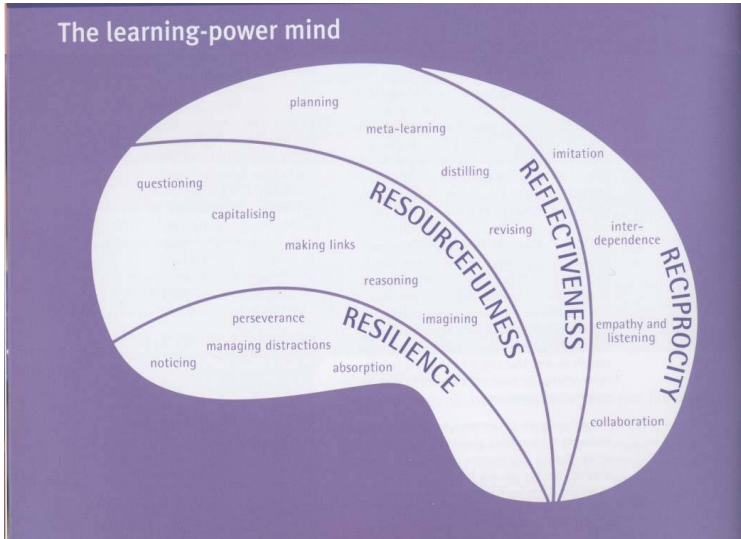 The learning-power mind
planning
meta-learning
distilling
revising
REFLECTIVENESS
questioning
capitalising
making links
reasoning
imagining
RESOURCEFULNESS
noticing
managing distractions
perseverance
absorption
RESILIENCE
imitation
inter-
dependence
empathy and
listening
collaboration
RECIPROCITY